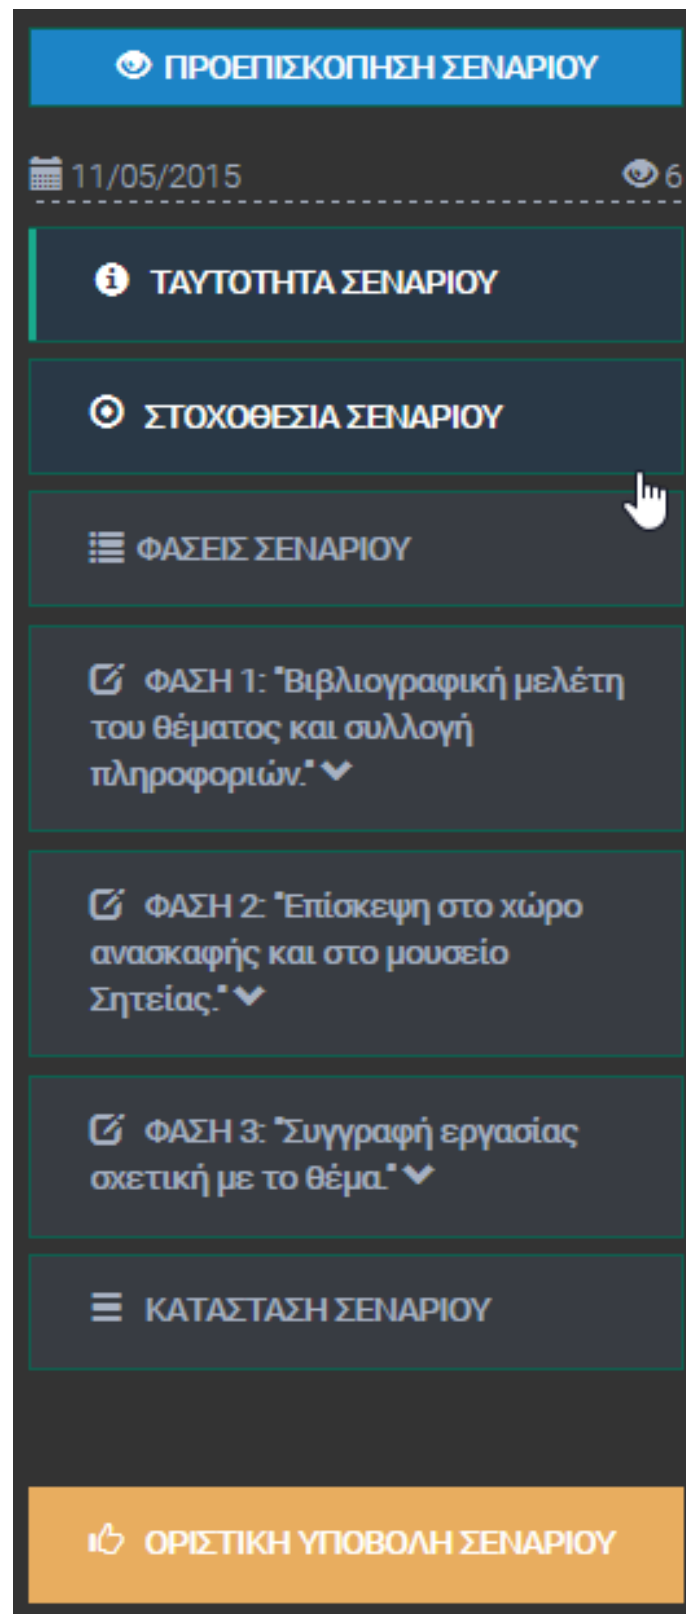 ΠΡΟΕΠΙΣΚΟΠΗΣΗ ΣΕΝΑΡΙΟΥ
11/05/2015 6
ΤΑΥΤΟΤΗΤΑ ΣΕΝΑΡΙΟΥ
ΣΤΟΧΟΘΕΣΙΑ ΣΕΝΑΡΙΟΥ
ΦΑΣΕΙΣ ΣΕΝΑΡΙΟΥ
ΦΑΣΗ 1: "Βιβλιογραφική μελέτη
του θέματος και συλλογή
πληροφοριών."
ΦΑΣΗ 2: "Επίσκεψη στο χώρο
ανασκαφής και στο μουσείο
Σητείας."
ΦΑΣΗ 3: "Συγγραφή εργασίας
σχετική με το θέμα."
ΚΑΤΑΣΤΑΣΗ ΣΕΝΑΡΙΟΥ
ΟΡΙΣΤΙΚΗ ΥΠΟΒΟΛΗ ΣΕΝΑΡΙΟΥ